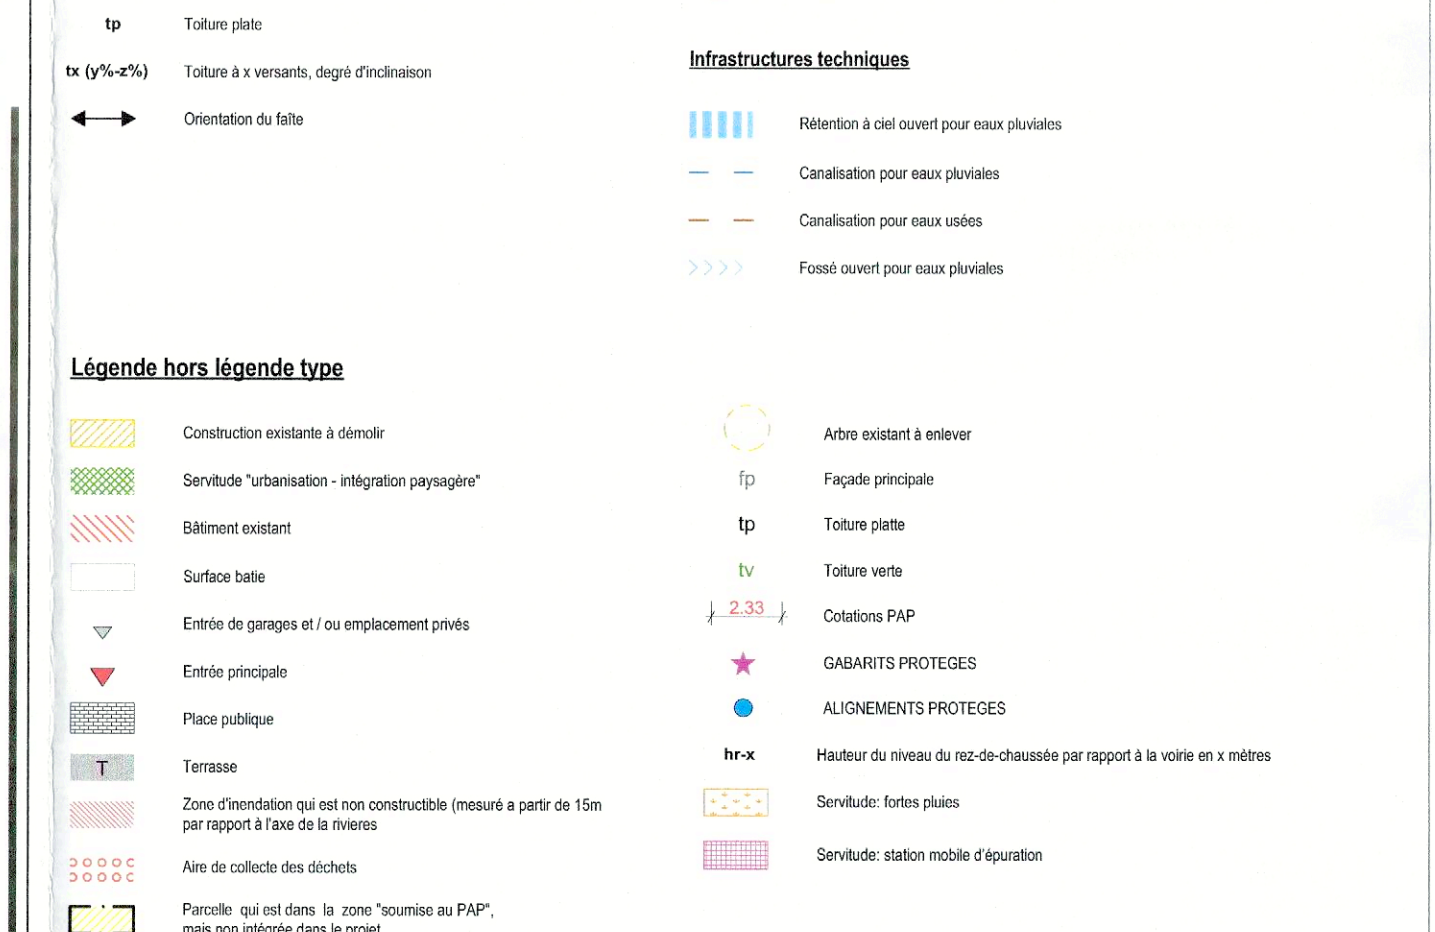 tp Toiture plate
tx (y%-z%) Toiture à x versants, degré d'inclinaison
Orientation du faîte
Infrastructures techniques
Rétention à ciel ouvert pour eaux pluviales
Canalisation pour eaux pluviales
Canalisation pour eaux usées
Fossé ouvert pour eaux pluviales
Légende hors légende type
Construction existante à démolir
Servitude "urbanisation - intégration paysagère"
Bâtiment existant
Surface batie
Entrée de garages et / ou emplacement privés
Entrée principale
Place publique
T Terrasse
Zone d'inendation qui est non constructible (mesuré a partir de 15m
par rapport à l'axe de la rivieres
Aire de collecte des déchets
Parcelle qui est dans la zone "soumise au PAP",
mais non intégrée dans le projet
Arbre existant à enlever
fp Façade principale
tp Toiture platte
tv Toiture verte
2.33 Cotations PAP
GABARITS PROTEGES
ALIGNEMENTS PROTEGES
hr-x Hauteur du niveau du rez-de-chaussée par rapport à la voirie en x mètres
Servitude: fortes pluies
Servitude: station mobile d'épuration